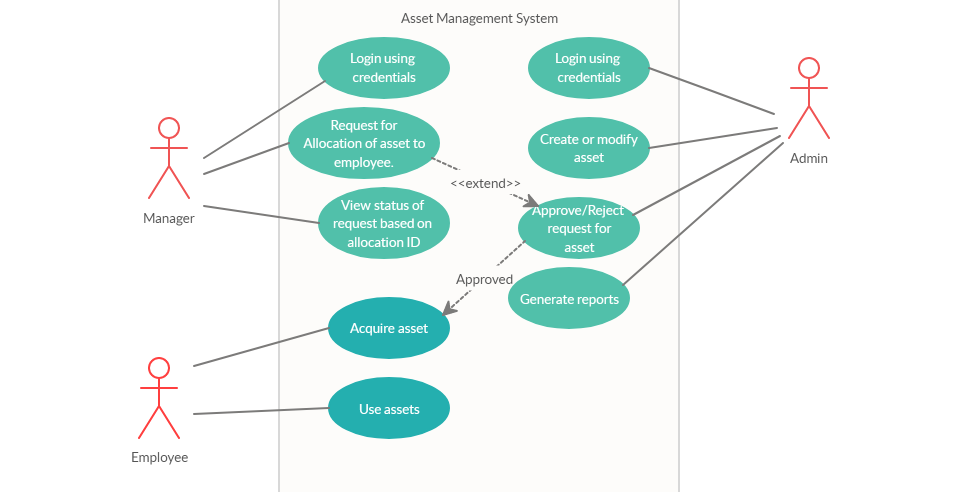 Asset Management System
Login using
credentials
Login using
credentials
Request for
Allocation of asset to
employee.
Create or modify
asset
Admin
<<extend>>
Manager
View status of
request based on
allocation ID
Approve/Reject
request for
asset
Approved
Generate reports
Acquire asset
Use assets
Employee